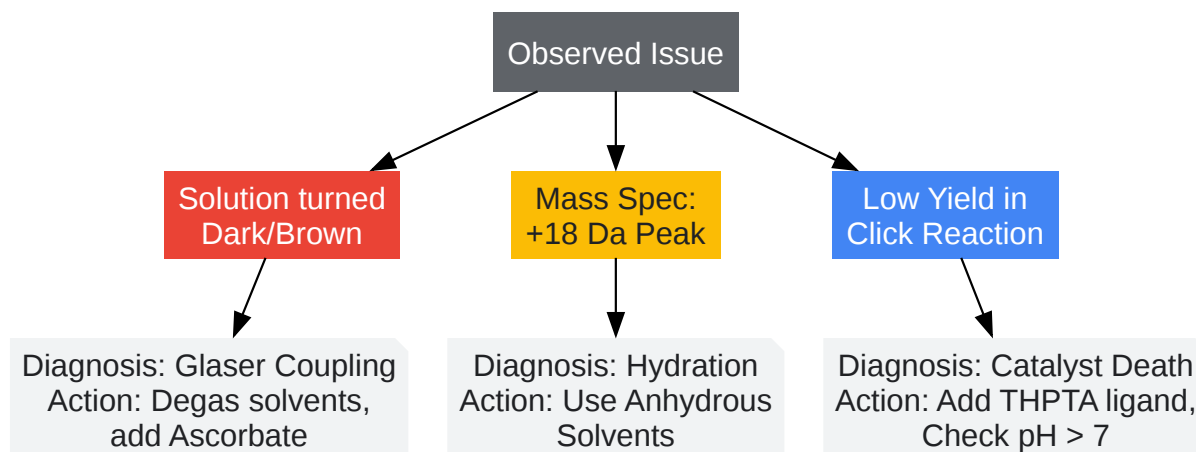 Observed Issue
Solution turned
Dark/Brown
Mass Spec:
+18 Da Peak
Low Yield in
Click Reaction
Diagnosis: Glaser Coupling
Action: Degas solvents,
add Ascorbate
Diagnosis: Hydration
Action: Use Anhydrous
Solvents
Diagnosis: Catalyst Death
Action: Add THPTA ligand,
Check pH > 7